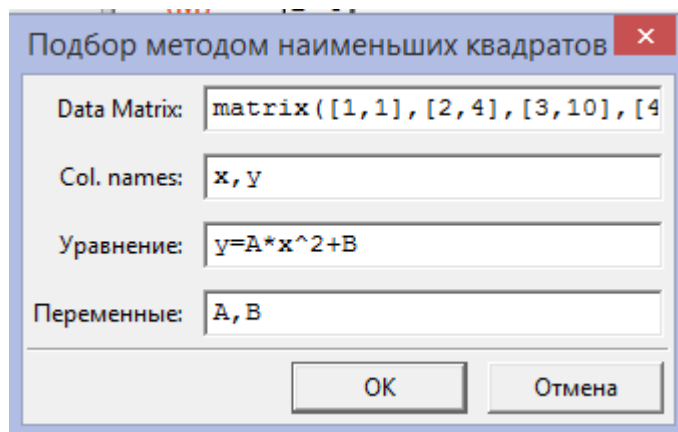 Подбор методом наименьших квадратов
Data Matrix: matrix([1,1],[2,4],[3,10],[4
Col. names: x,y
Уравнение: y=A*x^2+B
Переменные: A,B
OK Отмена